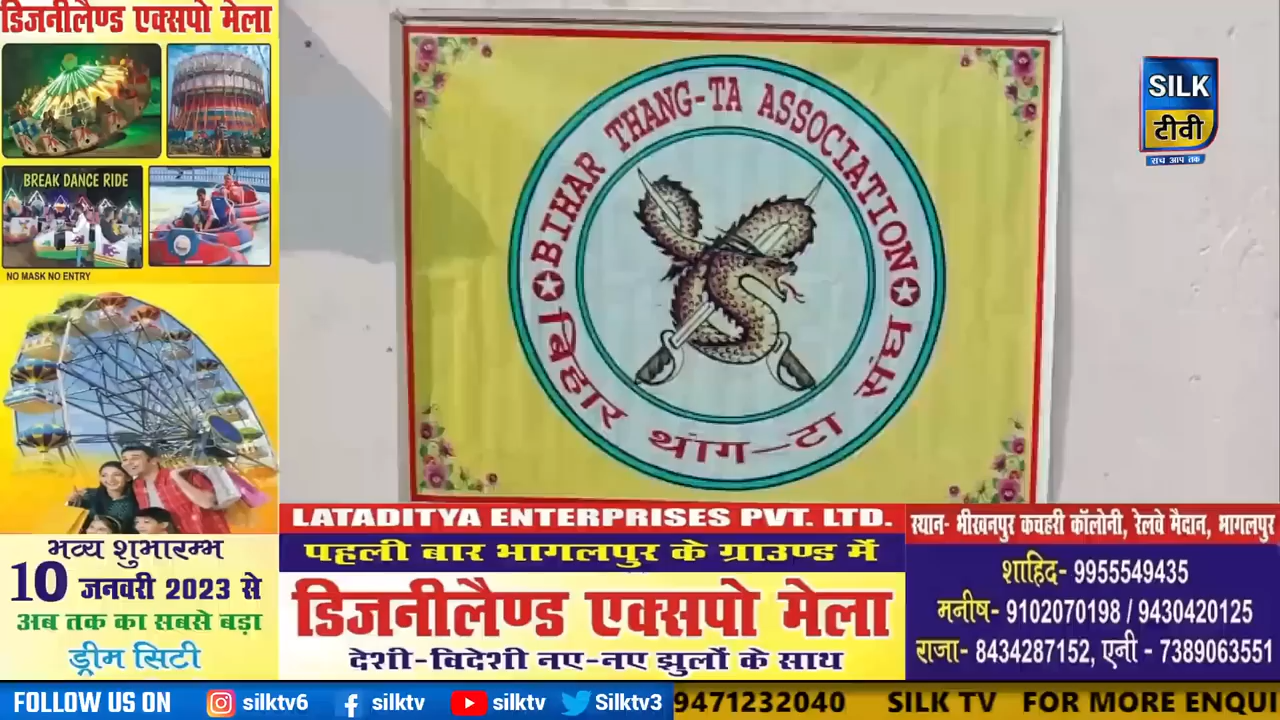 डिजनीलैण्ड एक्सपो मेला
BREAK DANCE RIDE
NO MASK NO ENTRY
भव्य शुभारम्भ
10 जनवरी 2023 से
अब तक का सबसे बड़ा
ड्रीम सिटी
BIHAR THANG-TA ASSOCIATION
बिहार थांग-टा संघ
SILK
टीवी
सच आप तक
LATADITYA ENTERPRISES PVT. LTD.
पहली बार भागलपुर के ग्राउण्ड में
डिजनीलैण्ड एक्सपो मेला
देशी-विदेशी नए-नए झुलों के साथ
स्थान- भीखनपुर कचहरी कॉलोनी, रेलवे मैदान, भागलपुर
शाहिद- 9955549435
मनीष- 9102070198 / 9430420125
राजा- 8434287152, एनी - 7389063551
FOLLOW US ON silktv6 silktv silktv Silktv3 9471232040 SILK TV FOR MORE ENQUI